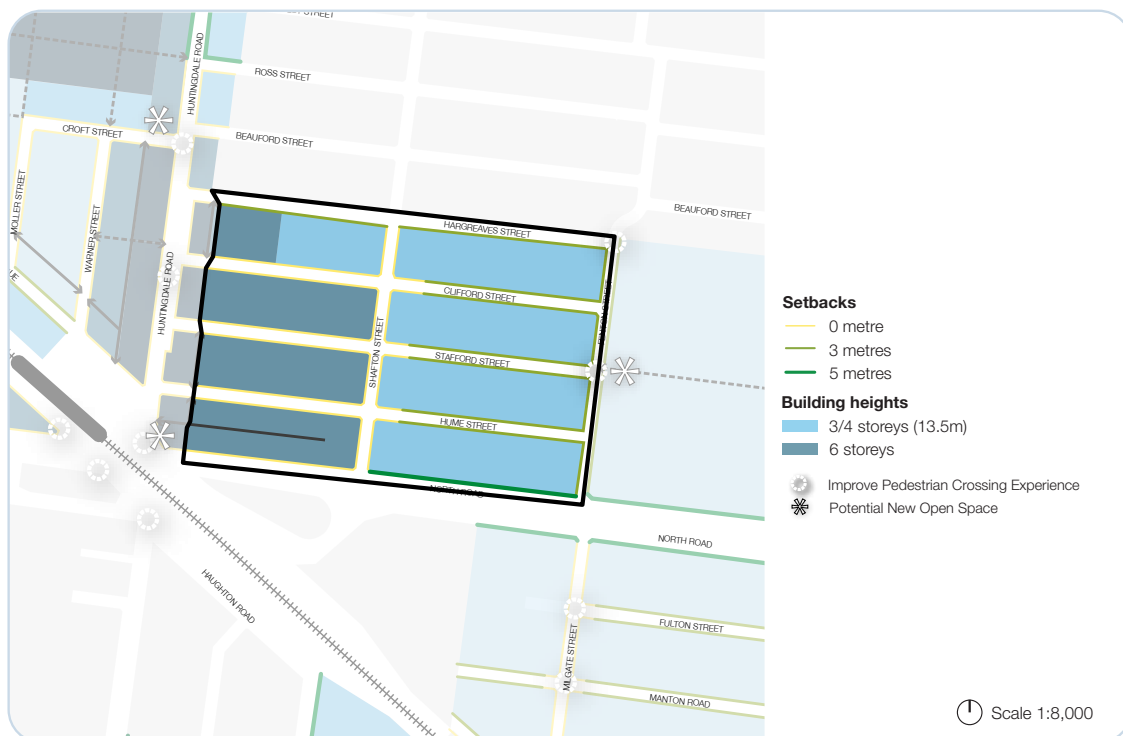 HUNTINGDALE ROAD
ROSS STREET
CROFT STREET
BEAUFORD STREET
MOLLER STREET
WARNER STREET
BEAUFORD STREET
HARGREAVES STREET
HUNTINGDALE ROAD
CLIFFORD STREET
SHAFTON STREET
STAFFORD STREET
HUME STREET
NORTH ROAD
NORTH ROAD
HAUGHTON ROAD
FULTON STREET
MILGATE STREET
MANTON ROAD
Setbacks
0 metre
3 metres
5 metres
Building heights
3/4 storeys (13.5m)
6 storeys
Improve Pedestrian Crossing Experience
Potential New Open Space
Scale 1:8,000